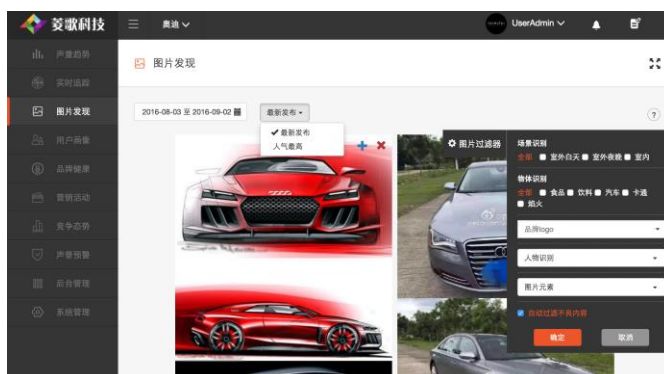 菱歌科技
奥迪
UserAdmin
声量趋势
实时追踪
图片发现
用户画像
品牌健康
营销活动
竞争态势
声量预警
后台管理
系统管理
图片发现
2016-08-03 至 2016-09-02
最新发布
✔最新发布
人气最高
图片过滤器
场景识别
全部 室外白天 室外夜晚 室内
物体识别
全部 食品 饮料 汽车 卡通
焰火
品牌logo
人物识别
图片元素
自动过滤不良内容
确定 取消